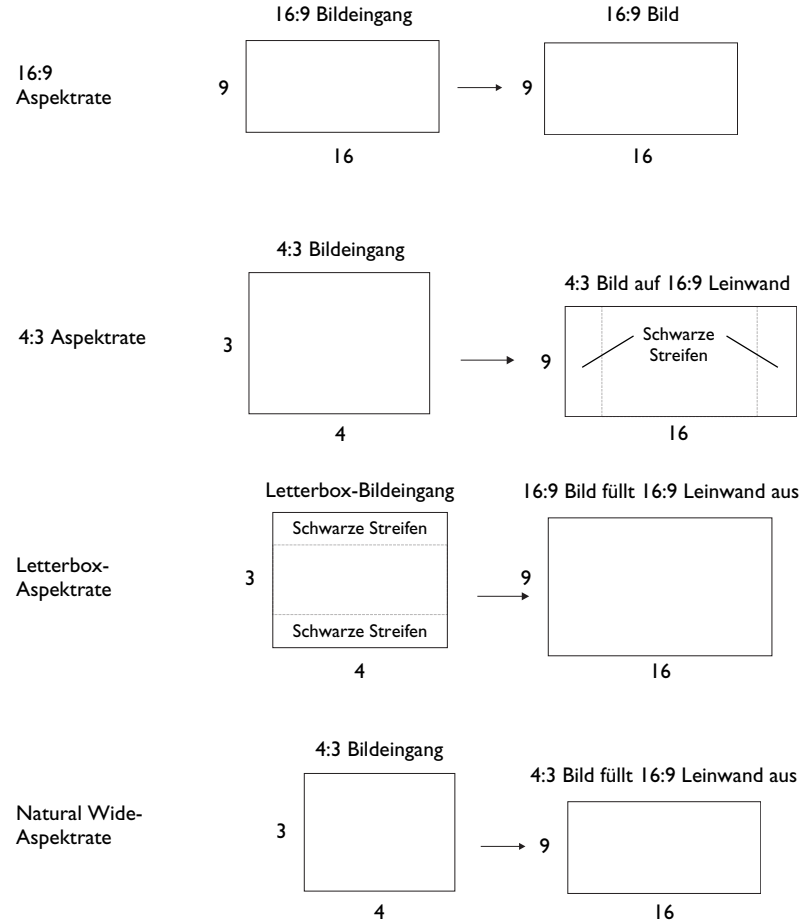 16:9 Bildeingang
16:9 Bild
16:9
Aspektrate
9
9
16
16
4:3 Bildeingang
4:3 Bild auf 16:9 Leinwand
4:3 Aspektrate
3
9
Schwarze
Streifen
4
16
Letterbox-Bildeingang
16:9 Bild füllt 16:9 Leinwand aus
Schwarze Streifen
Letterbox-
Aspektrate
3
9
Schwarze Streifen
4
16
4:3 Bildeingang
4:3 Bild füllt 16:9 Leinwand aus
Natural Wide-
Aspektrate
3
9
4
16